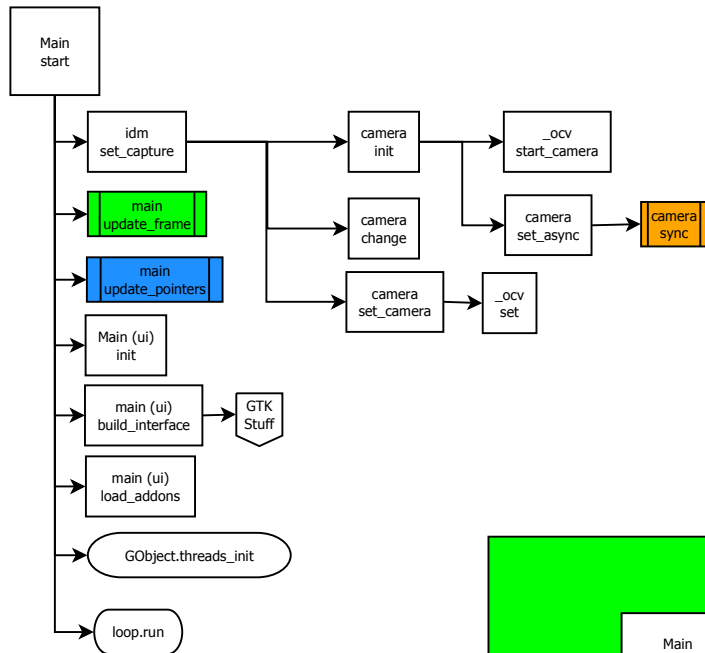 Main
start
idm
set_capture
camera
init
_ocv
start_camera
main
update_frame
camera
change
camera
set_async
camera
sync
main
update_pointers
camera
set_camera
_ocv
set
Main (ui)
init
main (ui)
build_interface
GTK
Stuff
main (ui)
load_addons
GObject.threads_init
loop.run
Main